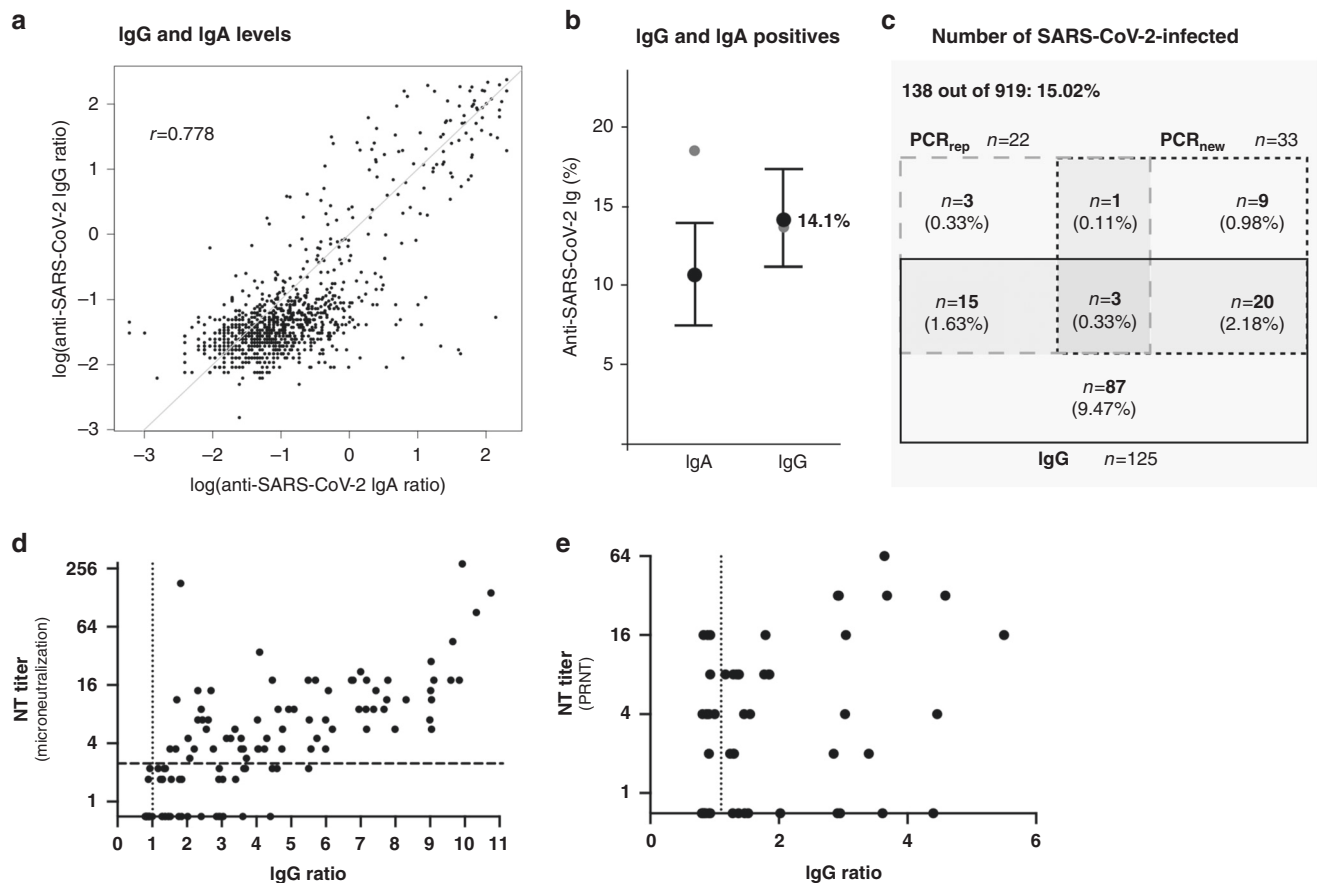 a
IgG and IgA levels
r=0.778
log(anti-SARS-CoV-2 IgG ratio)
2
1
0
–1
–2
–3
–3
–2
–1
0
1
2
log(anti-SARS-CoV-2 IgA ratio)
b
IgG and IgA positives
Anti-SARS-CoV-2 Ig (%)
20
15
10
5
14.1%
IgA
IgG
c
Number of SARS-CoV-2-infected
138 out of 919: 15.02%
PCRrep n=22
PCRnew n=33
n=3
(0.33%)
n=1
(0.11%)
n=9
(0.98%)
n=15
(1.63%)
n=3
(0.33%)
n=20
(2.18%)
n=87
(9.47%)
IgG n=125
d
NT titer
(microneutralization)
256
64
16
4
1
0
1
2
3
4
5
6
7
8
9
10
11
IgG ratio
e
NT titer
(PRNT)
64
16
4
1
0
2
4
6
IgG ratio